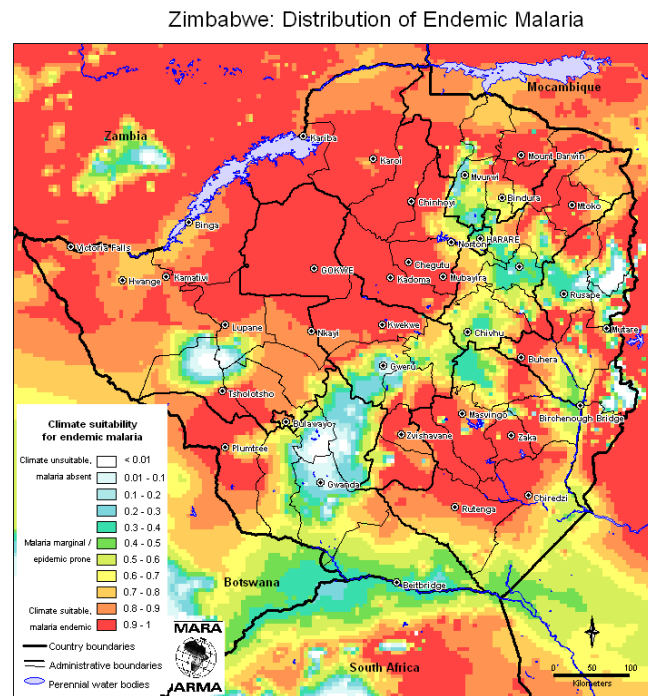 Zimbabwe: Distribution of Endemic Malaria
Mocambique
Zambia
Kariba
Karoi
Mount Darwin
Mvurwi
Chinhoyi
Bindura
Mtoko
Binga
Victoria Falls
Norton
HARARE
Hwange
Kamativi
GOKWE
Chegutu
Kadoma
Mubayira
Rusape
Lupane
Nkayi
Kwekwe
Chivhu
Mutare
Gweru
Buhera
Tsholotsho
Climate suitability
for endemic malaria
Bulawayo
Masvingo
Birchenough Bridge
Plumtree
Zvishavane
Zaka
Climate unsuitable,
malaria absent
< 0.01
0.01 - 0.1
0.1 - 0.2
0.2 - 0.3
0.3 - 0.4
Malaria marginal /
epidemic prone
0.4 - 0.5
0.5 - 0.6
0.6 - 0.7
0.7 - 0.8
Climate suitable,
malaria endemic
0.8 - 0.9
0.9 - 1
Gwanda
Rutenga
Chiredzi
Botswana
Beitbridge
Country boundaries
Administrative boundaries
Perennial water bodies
MARA
ARMA
South Africa
0
50
100
Kilometers